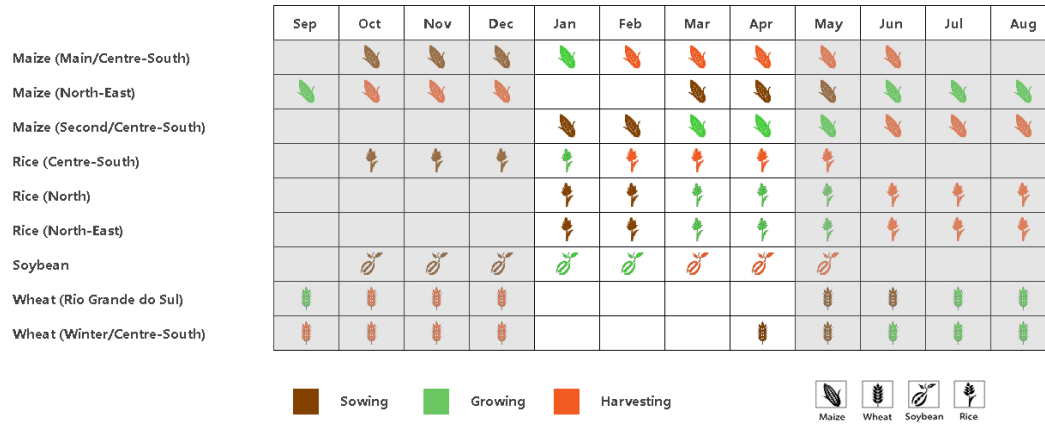 Sep Oct Nov Dec Jan Feb Mar Apr May Jun Jul Aug
Maize (Main/Centre-South)
Maize (North-East)
Maize (Second/Centre-South)
Rice (Centre-South)
Rice (North)
Rice (North-East)
Soybean
Wheat (Rio Grande do Sul)
Wheat (Winter/Centre-South)
Sowing Growing Harvesting
Maize Wheat Soybean Rice